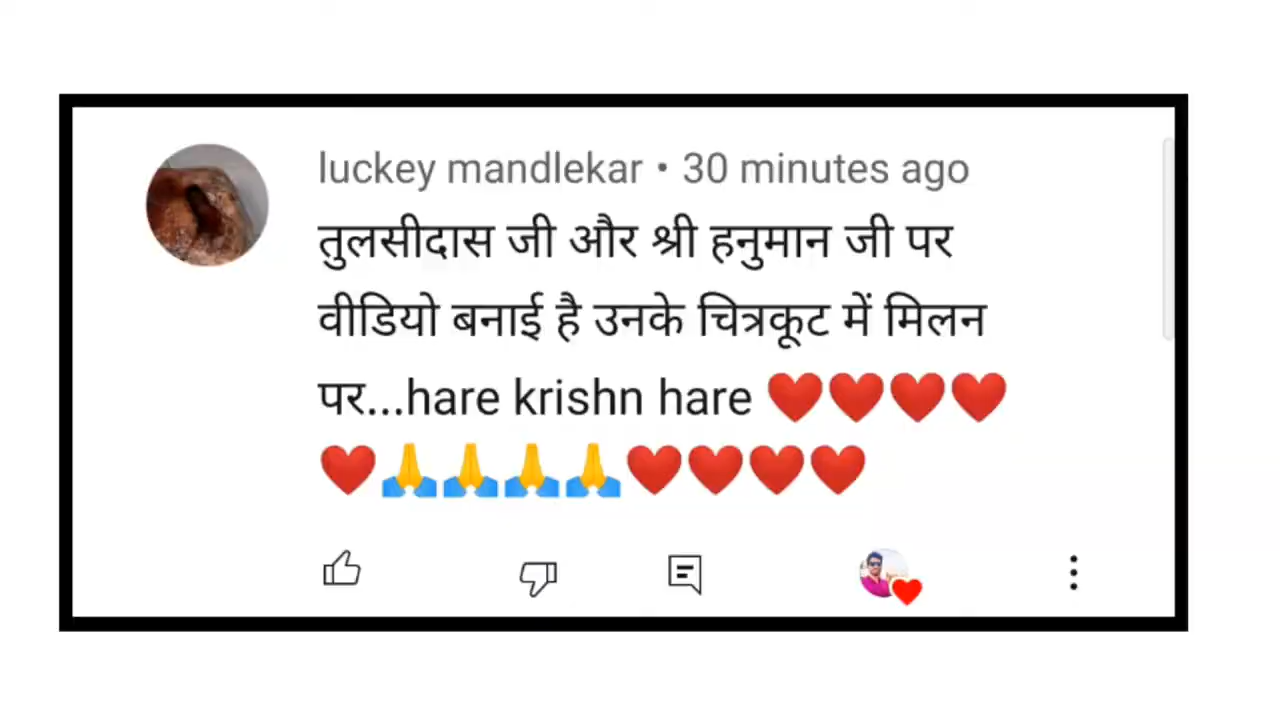 luckey mandlekar • 30 minutes ago
तुलसीदास जी और श्री हनुमान जी पर
वीडियो बनाई है उनके चित्रकूट में मिलन
पर...hare krishn hare ❤️❤️❤️❤️
❤️🙏🙏🙏🙏❤️❤️❤️❤️